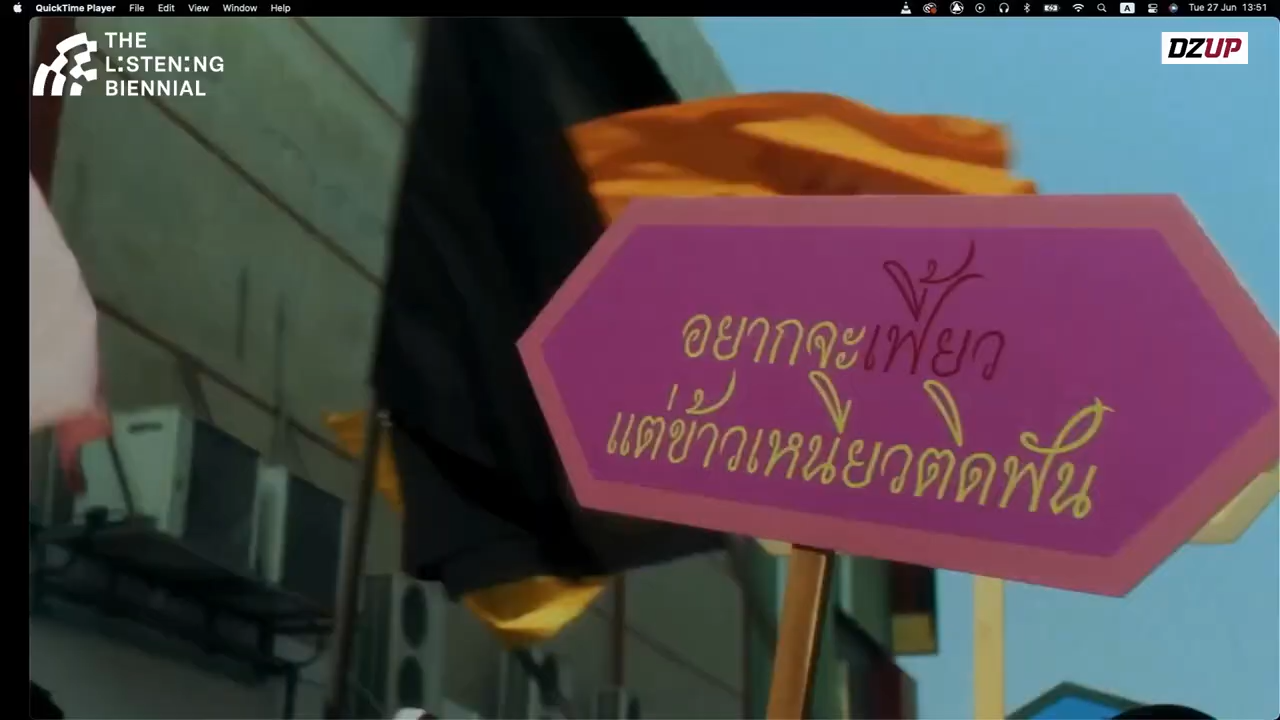 QuickTime Player File Edit View Window Help
A Tue 27 Jun 13:51
THE
L:STEN:NG
BIENNIAL
DZUP
อยากจะเฟี้ยว
แต่ข้าวเหนียวติดฟัน